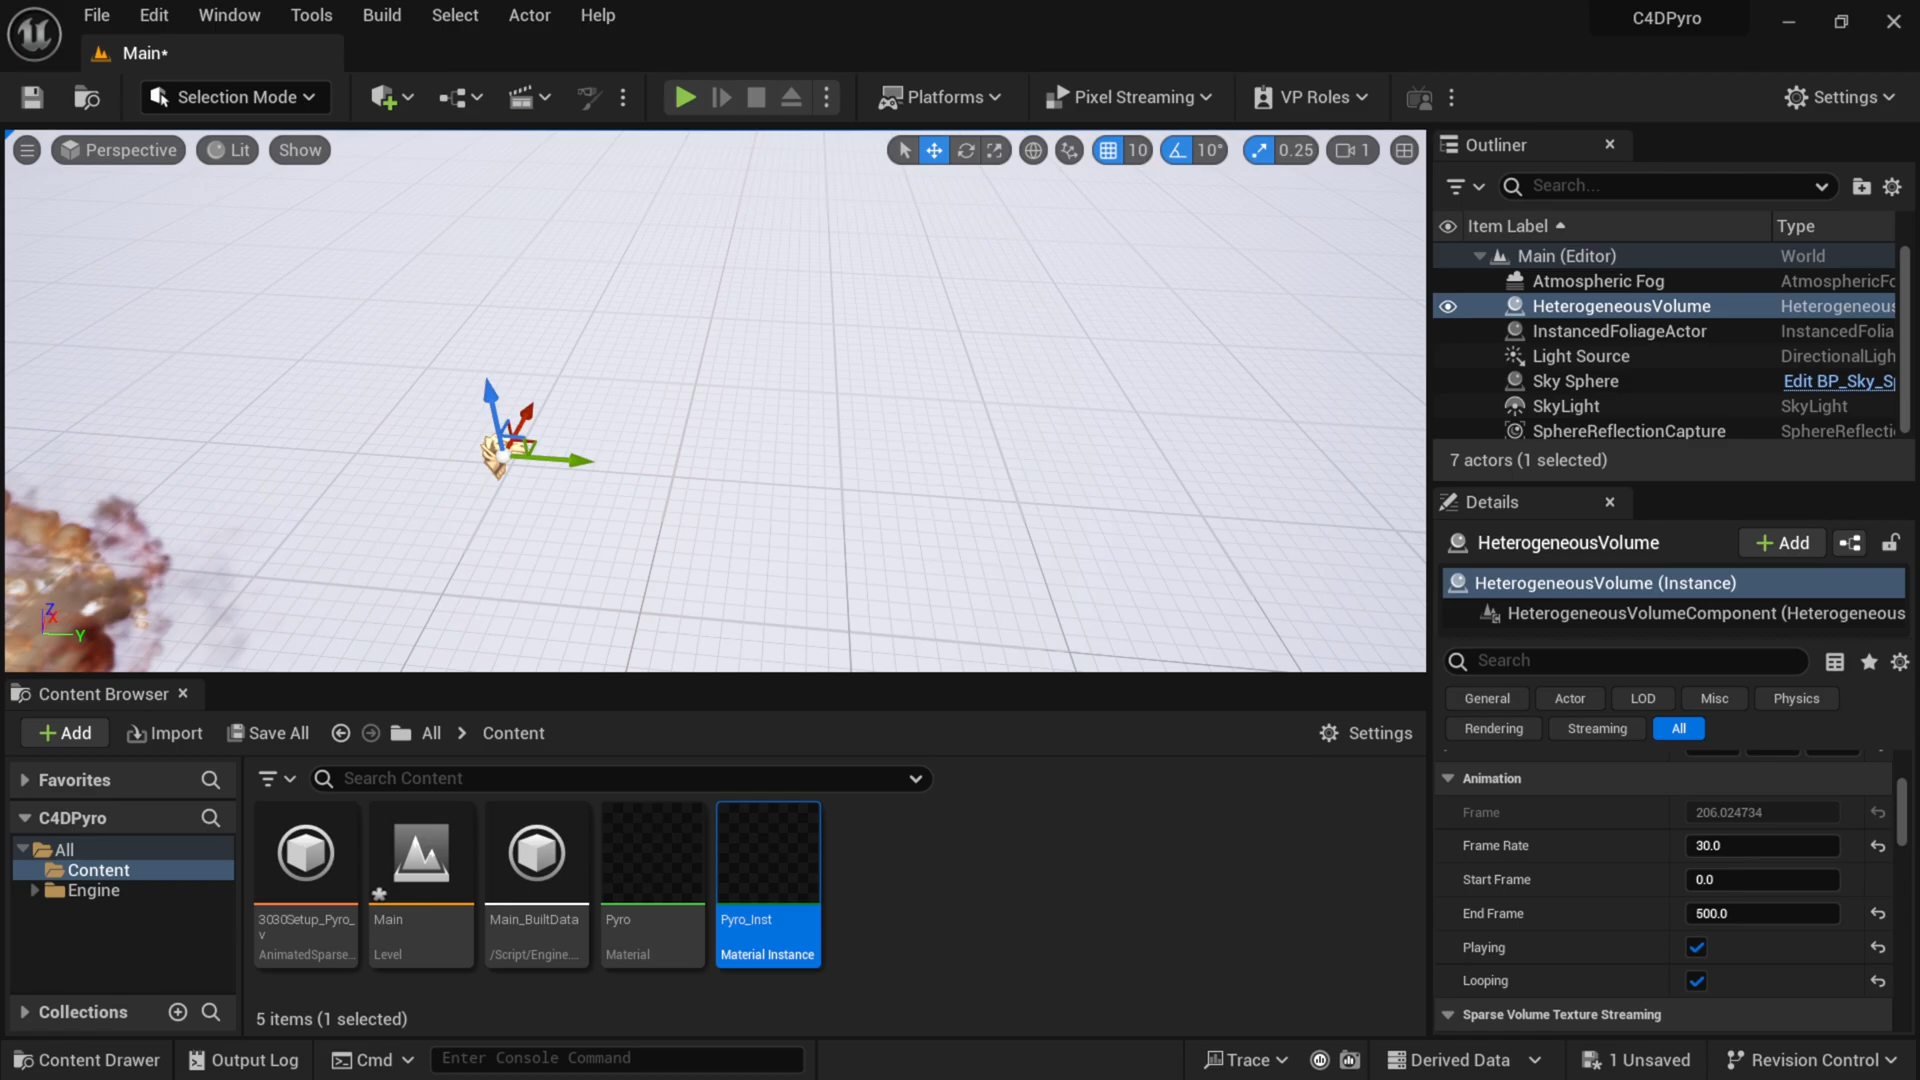 File Edit Window Tools Build Select Actor Help
C4DPyro
Main*
Selection Mode
Platforms
Pixel Streaming
VP Roles
Settings
Perspective
Lit
Show
10
10°
0.25
1
Z
X
Y
Outliner
Search...
Item Label
Type
Main (Editor)
World
Atmospheric Fog
AtmosphericFo
HeterogeneousVolume
Heterogeneous
InstancedFoliageActor
InstancedFolia
Light Source
DirectionalLigh
Sky Sphere
Edit BP_Sky_S
SkyLight
SkyLight
SphereReflectionCapture
SphereReflecti
7 actors (1 selected)
Details
HeterogeneousVolume
Add
HeterogeneousVolume (Instance)
HeterogeneousVolumeComponent (Heterogeneous
Search
General
Actor
LOD
Misc
Physics
Rendering
Streaming
All
Animation
Frame
206.024734
Frame Rate
30.0
Start Frame
0.0
End Frame
500.0
Playing
Looping
Sparse Volume Texture Streaming
Content Browser
Add
Import
Save All
All
Content
Settings
Favorites
C4DPyro
All
Content
Engine
Collections
Search Content
3030Setup_Pyro_
v
AnimatedSparse...
Main
Level
Main_BuiltData
/Script/Engine....
Pyro
Material
Pyro_Inst
Material Instance
5 items (1 selected)
Content Drawer
Output Log
Cmd
Enter Console Command
Trace
Derived Data
1 Unsaved
Revision Control